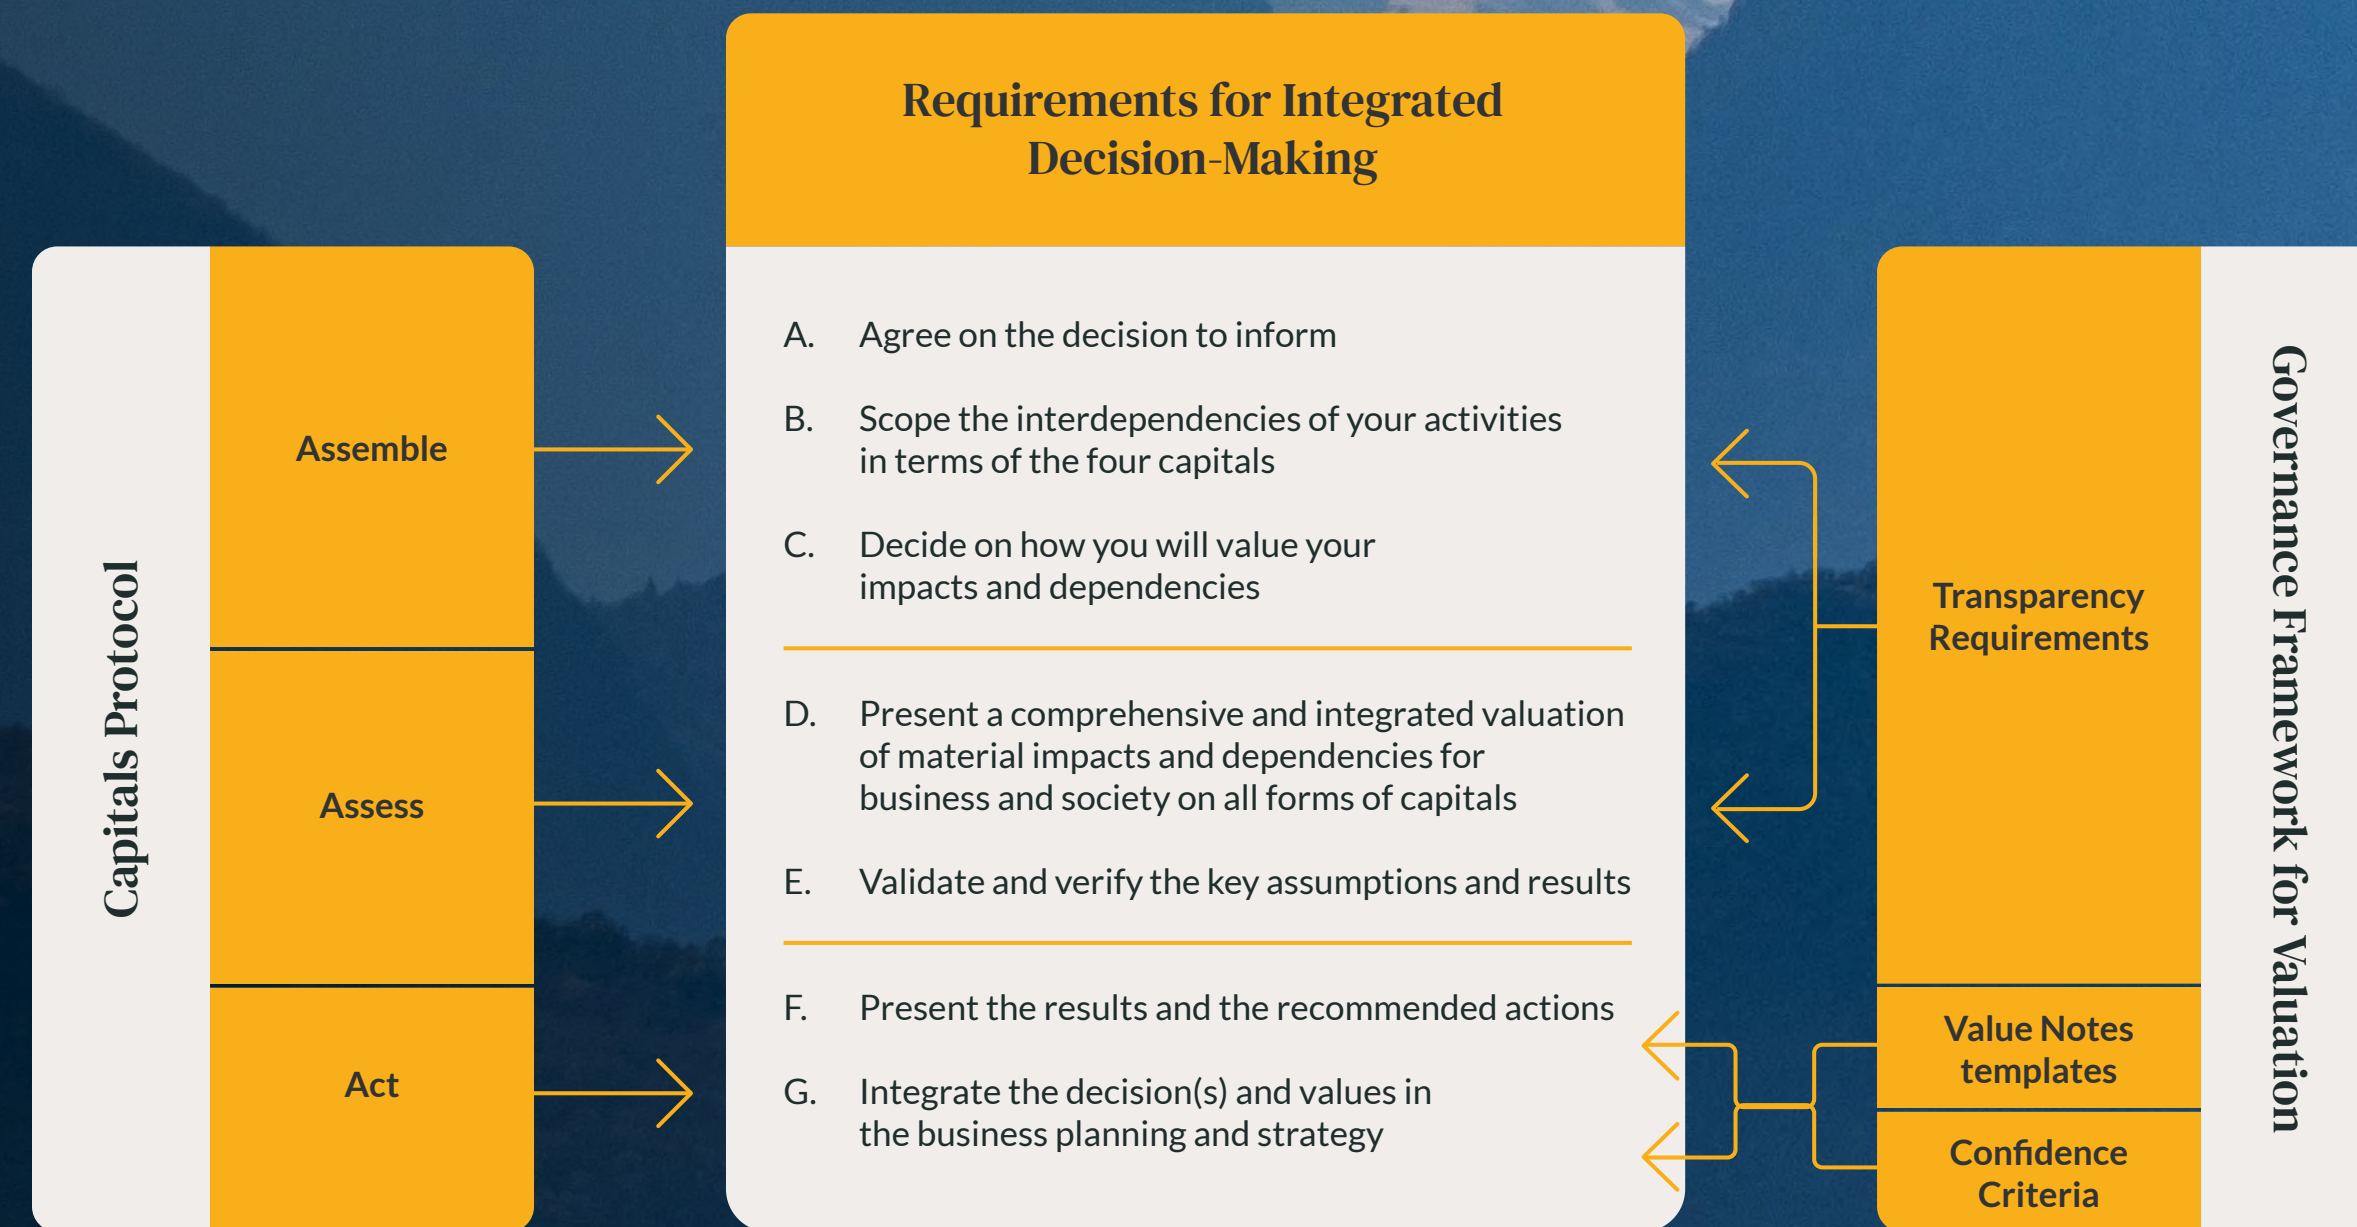 Requirements for Integrated
Decision-Making
Capitals Protocol
Assemble
Assess
Act
A. Agree on the decision to inform
B. Scope the interdependencies of your activities
in terms of the four capitals
C. Decide on how you will value your
impacts and dependencies
D. Present a comprehensive and integrated valuation
of material impacts and dependencies for
business and society on all forms of capitals
E. Validate and verify the key assumptions and results
F. Present the results and the recommended actions
G. Integrate the decision(s) and values in
the business planning and strategy
Transparency
Requirements
Value Notes
templates
Confidence
Criteria
Governance Framework for Valuation